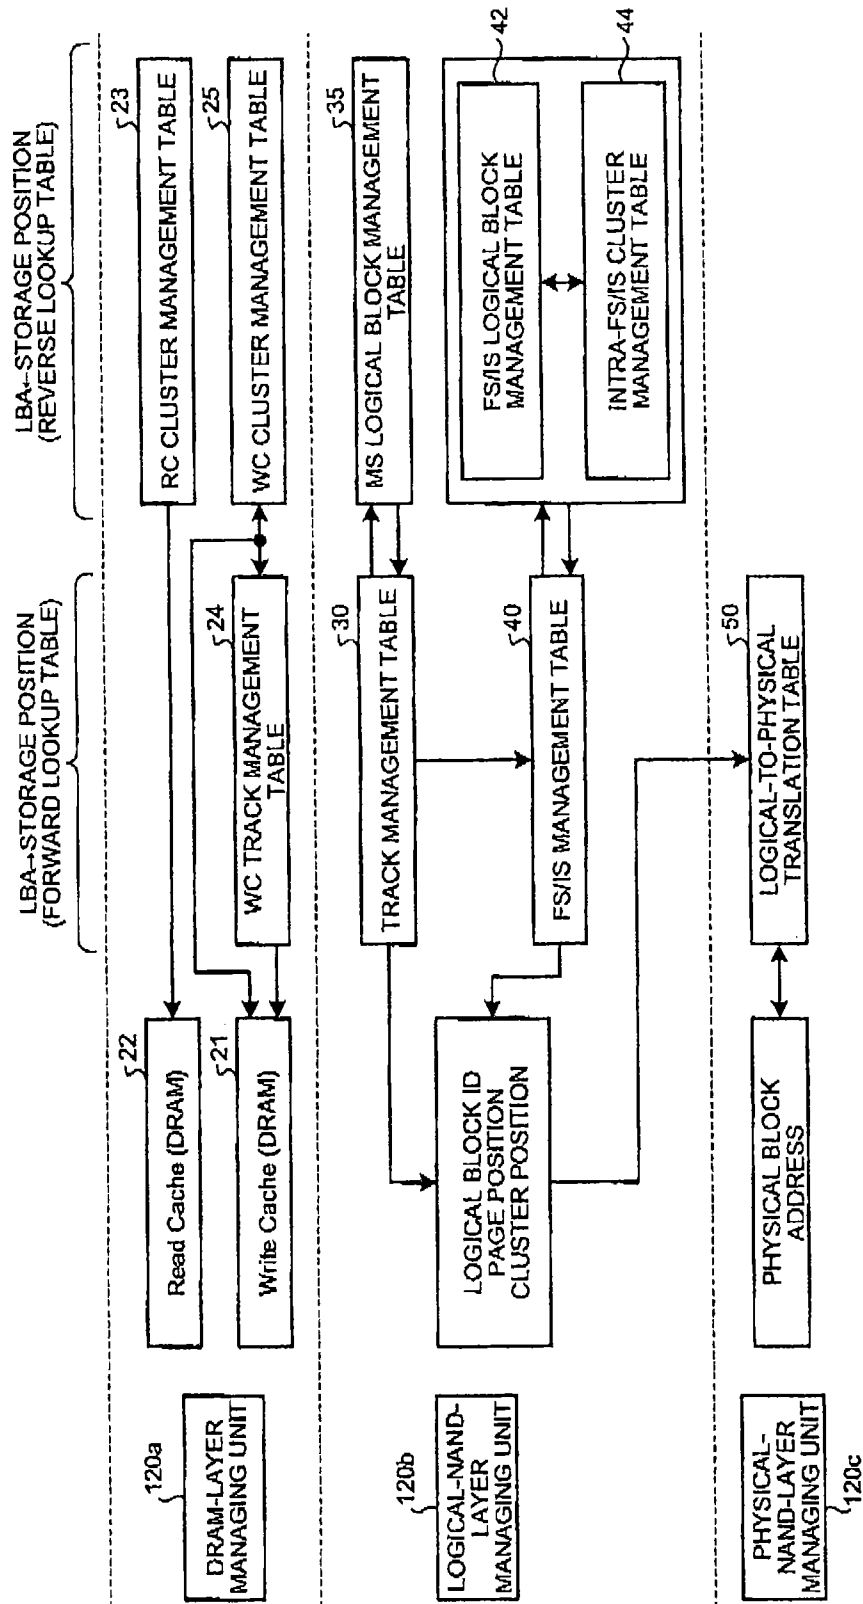 LBA→STORAGE POSITION
(FORWARD LOOKUP TABLE)
LBA←STORAGE POSITION
(REVERSE LOOKUP TABLE)
120a
DRAM-LAYER
MANAGING UNIT
22
Read Cache (DRAM)
23
RC CLUSTER MANAGEMENT TABLE
21
Write Cache (DRAM)
24
WC TRACK MANAGEMENT
TABLE
25
WC CLUSTER MANAGEMENT TABLE
120b
LOGICAL-NAND-
LAYER
MANAGING UNIT
LOGICAL BLOCK ID
PAGE POSITION
CLUSTER POSITION
30
TRACK MANAGEMENT TABLE
35
MS LOGICAL BLOCK MANAGEMENT
TABLE
40
FS/IS MANAGEMENT TABLE
42
FS/IS LOGICAL BLOCK
MANAGEMENT TABLE
44
INTRA-FS/IS CLUSTER
MANAGEMENT TABLE
PHYSICAL-
NAND-LAYER
MANAGING UNIT
120c
PHYSICAL BLOCK
ADDRESS
50
LOGICAL-TO-PHYSICAL
TRANSLATION TABLE